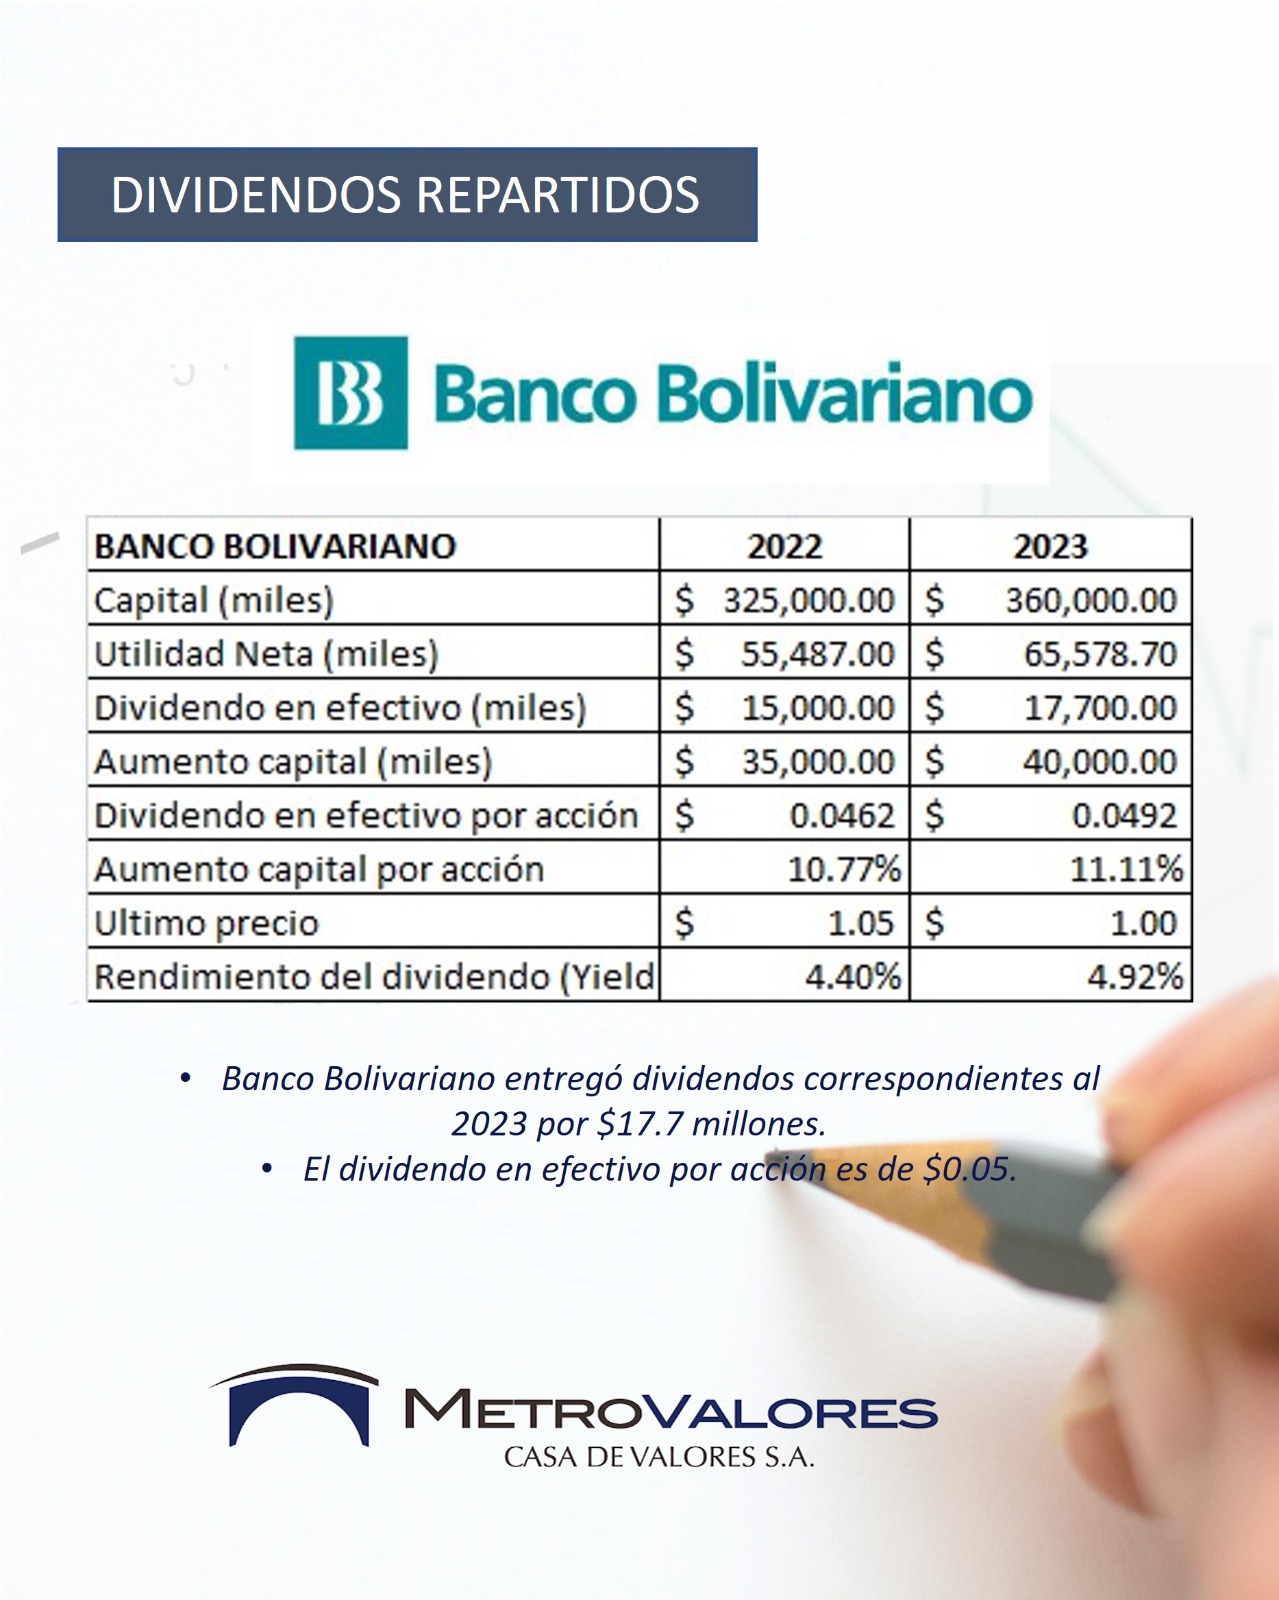 DIVIDENDOS REPARTIDOS
BB Banco Bolivariano
BANCO BOLIVARIANO 2022 2023
Capital (miles) $ 325,000.00 $ 360,000.00
Utilidad Neta (miles) $ 55,487.00 $ 65,578.70
Dividendo en efectivo (miles) $ 15,000.00 $ 17,700.00
Aumento capital (miles) $ 35,000.00 $ 40,000.00
Dividendo en efectivo por acción $ 0.0462 $ 0.0492
Aumento capital por acción 10.77% 11.11%
Ultimo precio $ 1.05 $ 1.00
Rendimiento del dividendo (Yield 4.40% 4.92%
• Banco Bolivariano entregó dividendos correspondientes al
2023 por $17.7 millones.
• El dividendo en efectivo por acción es de $0.05.
METROVALORES
CASA DE VALORES S.A.